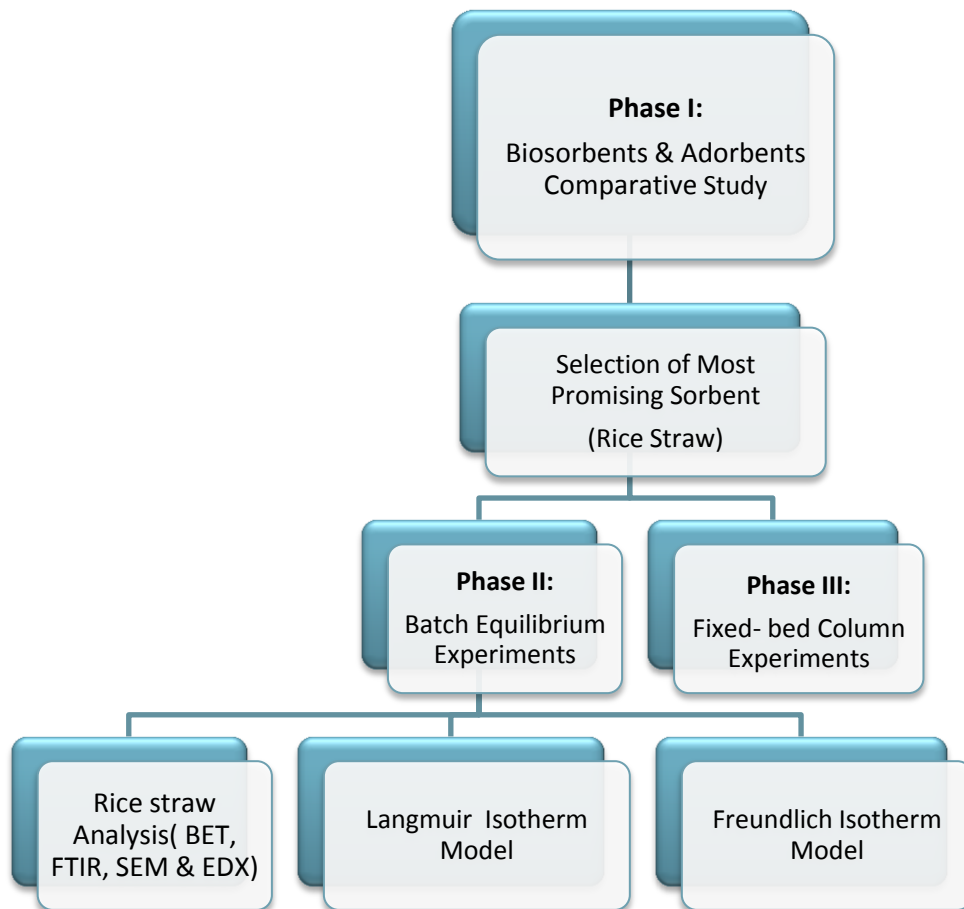 Phase I:
Biosorbents & Adorbents
Comparative Study
Selection of Most
Promising Sorbent
(Rice Straw)
Phase II:
Batch Equilibrium
Experiments
Phase III:
Fixed- bed Column
Experiments
Rice straw
Analysis( BET,
FTIR, SEM & EDX)
Langmuir Isotherm
Model
Freundlich Isotherm
Model